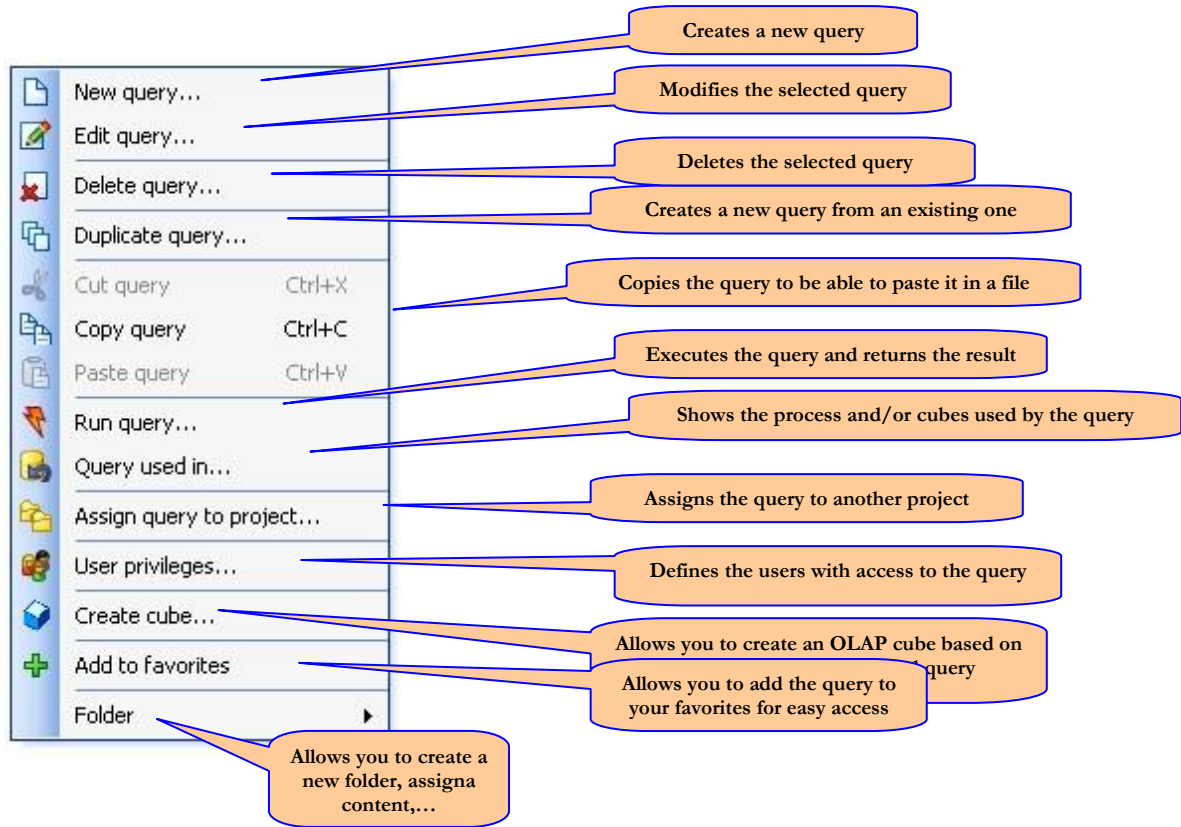 Creates a new query
New query...
Modifies the selected query
Edit query...
Deletes the selected query
Delete query...
Creates a new query from an existing one
Duplicate query...
Cut query Ctrl+X
Copies the query to be able to paste it in a file
Copy query Ctrl+C
Executes the query and returns the result
Paste query Ctrl+V
Shows the process and/or cubes used by the query
Run query...
Query used in...
Assigns the query to another project
Assign query to project...
Defines the users with access to the query
User privileges...
Create cube...
Allows you to create an OLAP cube based on
query
Add to favorites
Allows you to add the query to
your favorites for easy access
Folder
Allows you to create a
new folder, assigna
content,...